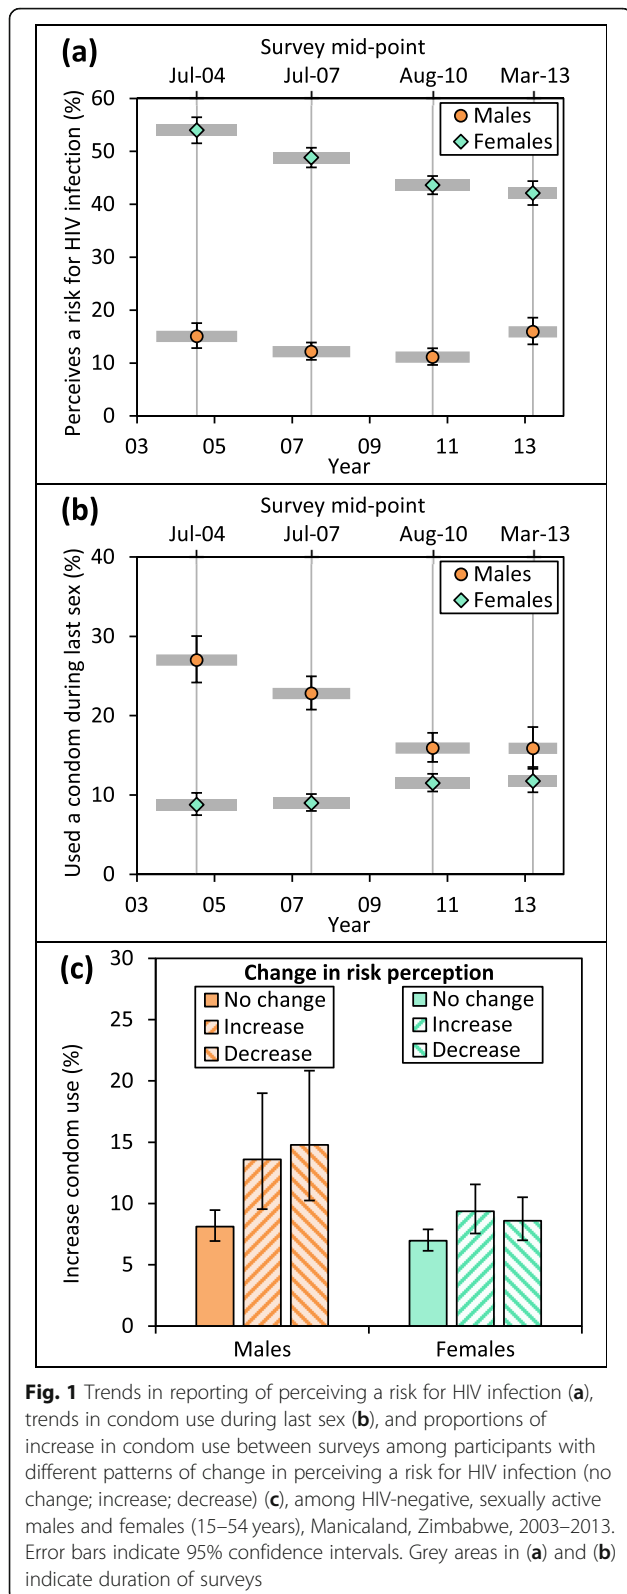 (a)
Survey mid-point
Jul-04 Jul-07 Aug-10 Mar-13
Perceives a risk for HIV infection (%)
60
50
40
30
20
10
0
Males
Females
03 05 07 09 11 13
Year
(b)
Survey mid-point
Jul-04 Jul-07 Aug-10 Mar-13
Used a condom during last sex (%)
40
30
20
10
0
Males
Females
03 05 07 09 11 13
Year
(c)
Increase condom use (%)
30
25
20
15
10
5
0
Change in risk perception
No change
Increase
Decrease
No change
Increase
Decrease
Males Females
Fig. 1 Trends in reporting of perceiving a risk for HIV infection (a),
trends in condom use during last sex (b), and proportions of
increase in condom use between surveys among participants with
different patterns of change in perceiving a risk for HIV infection (no
change; increase; decrease) (c), among HIV-negative, sexually active
males and females (15–54 years), Manicaland, Zimbabwe, 2003–2013.
Error bars indicate 95% confidence intervals. Grey areas in (a) and (b)
indicate duration of surveys